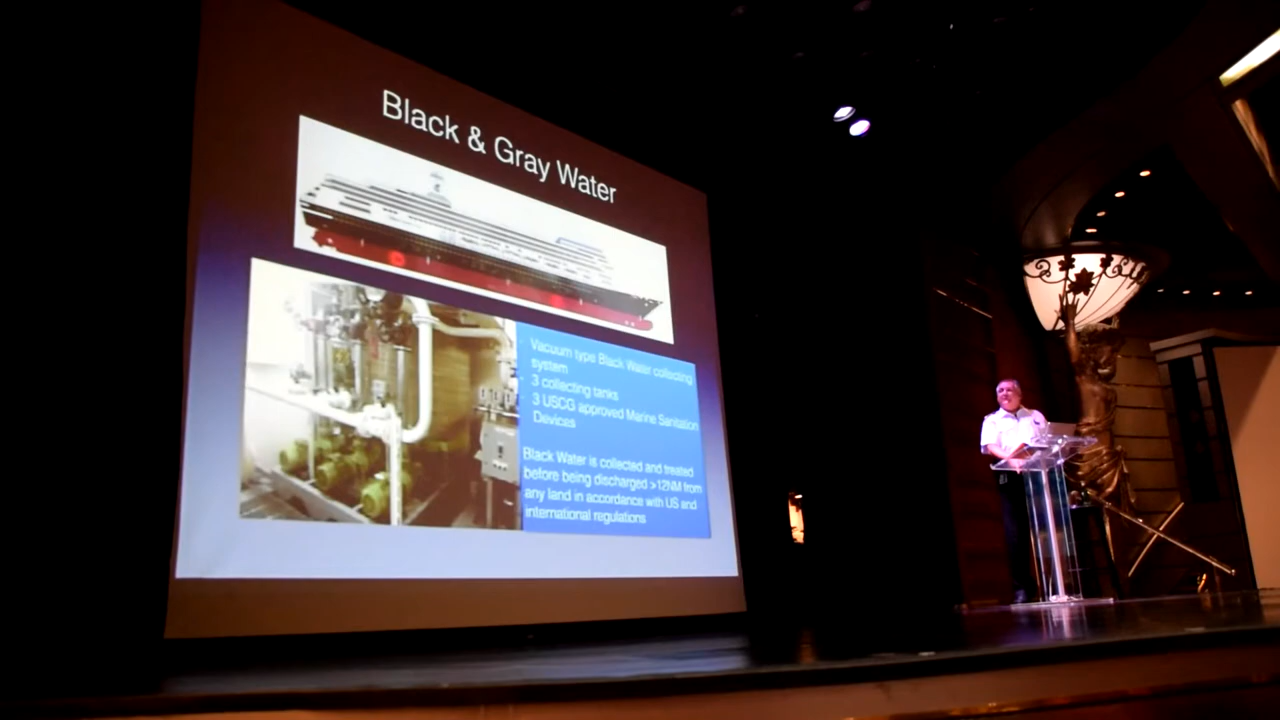 Black & Gray Water
Vacuum type Black Water collecting
system
3 collecting tanks
3 USCG approved Marine Sanitation
Devices
Black Water is collected and treated
before being discharged >12NM from
any land in accordance with US and
international regulations